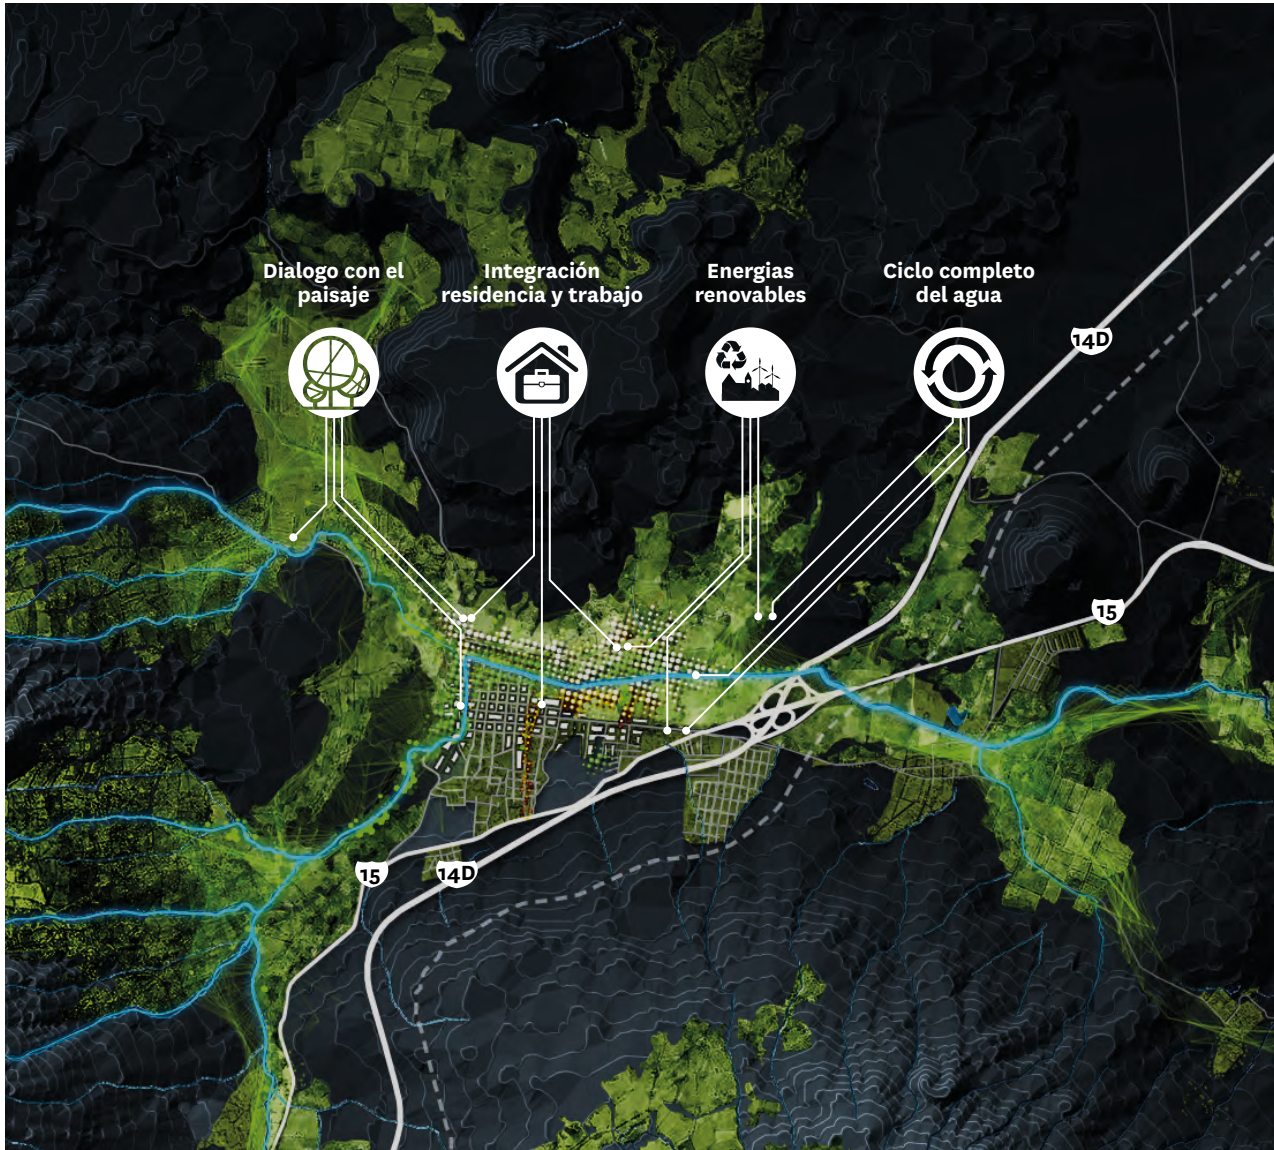 Dialogo con el
paisaje
Integración
residencia y trabajo
Energias
renovables
Ciclo completo
del agua
14D
15
15
14D